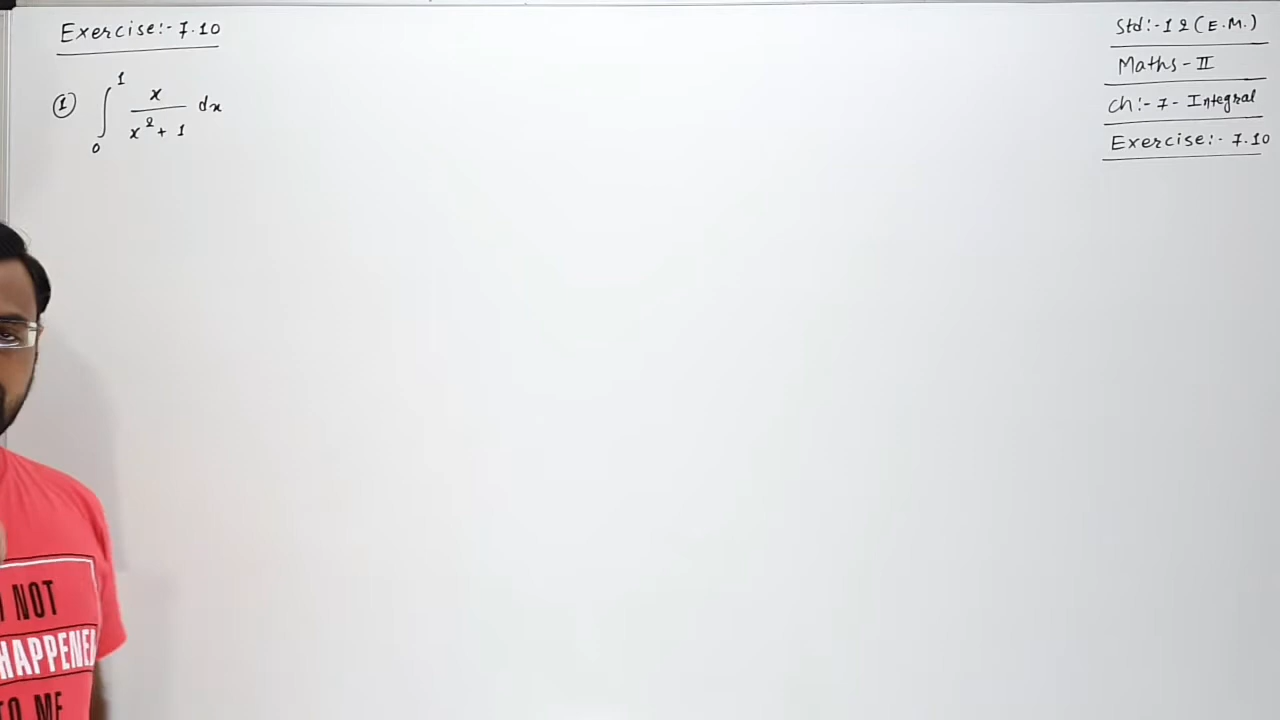 Exercise:- 7.10
① ∫₀¹ x/(x²+1) dx
Std:-12 (E.M.)
Maths - II
Ch:- 7 - Integral
Exercise:- 7.10
NOT
HAPPENE
TO ME